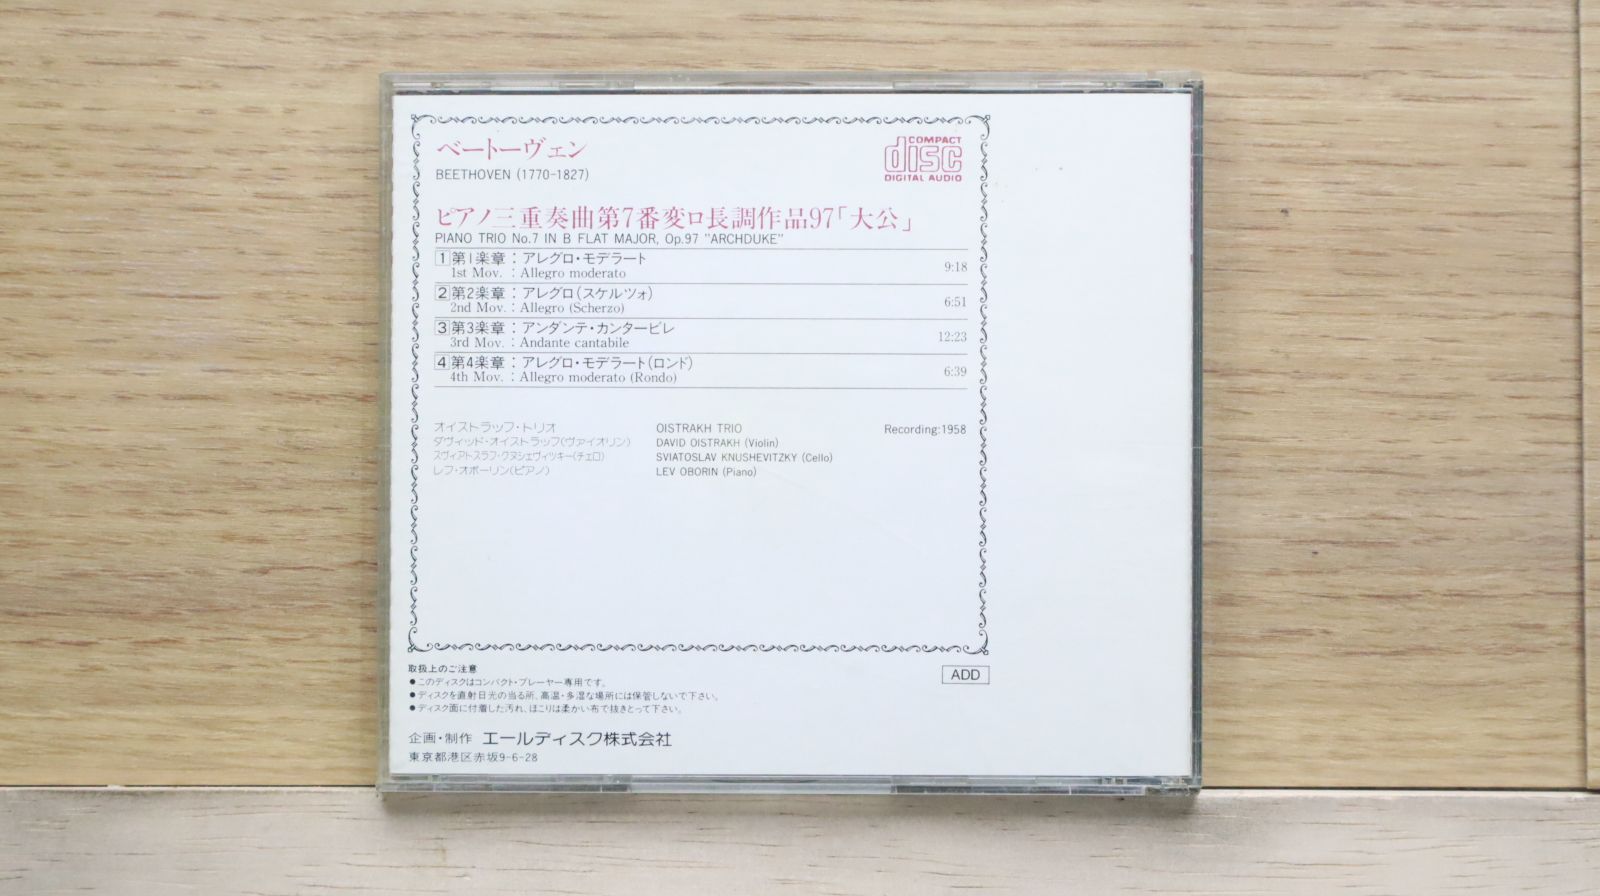 ベートーヴェン
BEETHOVEN (1770-1827)
COMPACT
disc
DIGITAL AUDIO
ピアノ三重奏曲第7番変ロ長調作品97「大公」
PIANO TRIO No.7 IN B FLAT MAJOR, Op.97 "ARCHDUKE"
1 第1楽章：アレグロ・モデラート
1st Mov. : Allegro moderato 9:18
2 第2楽章：アレグロ(スケルツォ)
2nd Mov. : Allegro (Scherzo) 6:51
3 第3楽章：アンダンテ・カンタービレ
3rd Mov. : Andante cantabile 12:23
4 第4楽章：アレグロ・モデラート(ロンド)
4th Mov. : Allegro moderato (Rondo) 6:39
オイストラッフ・トリオ OISTRAKH TRIO Recording:1958
ダヴィッド・オイストラッフ(ヴァイオリン) DAVID OISTRAKH (Violin)
スヴィアトスラフ・クヌシェヴィツキー(チェロ) SVIATOSLAV KNUSHEVITZKY (Cello)
レフ・オボーリン(ピアノ) LEV OBORIN (Piano)
取扱上のご注意
●このディスクはコンパクト・プレーヤー専用です。
●ディスクを直射日光の当る所、高温・多湿な場所には保管しないで下さい。
●ディスク面に付着した汚れ、ほこりは柔かい布で抜きとって下さい。
ADD
企画・制作 エールディスク株式会社
東京都港区赤坂9-6-28